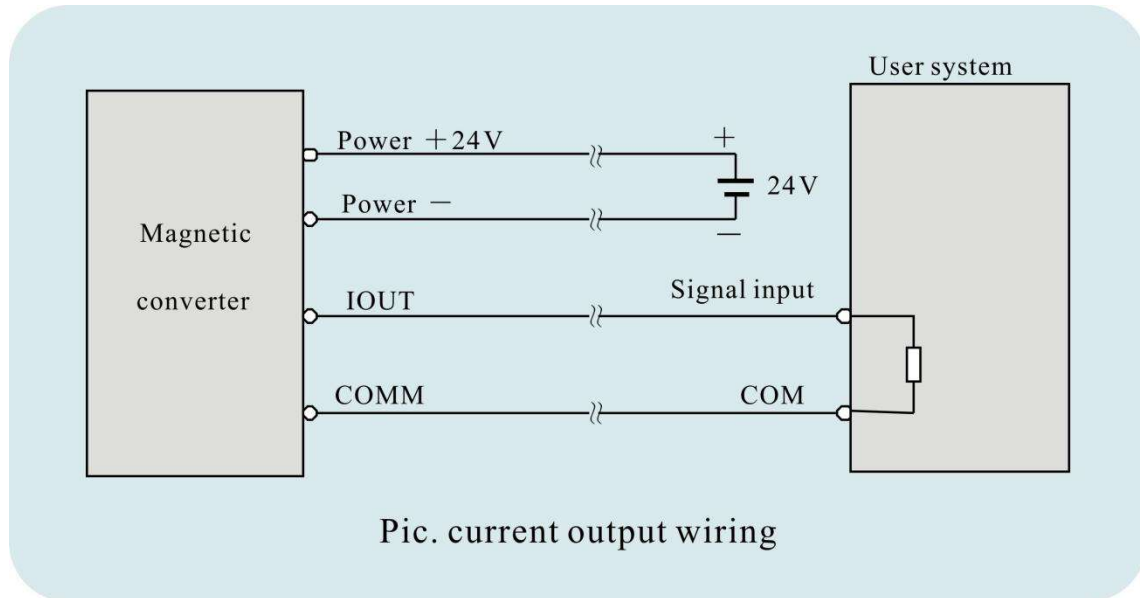 User system
Power +24V
+
24V
Power −
−
Magnetic
converter
IOUT
Signal input
COMM
COM
Pic. current output wiring